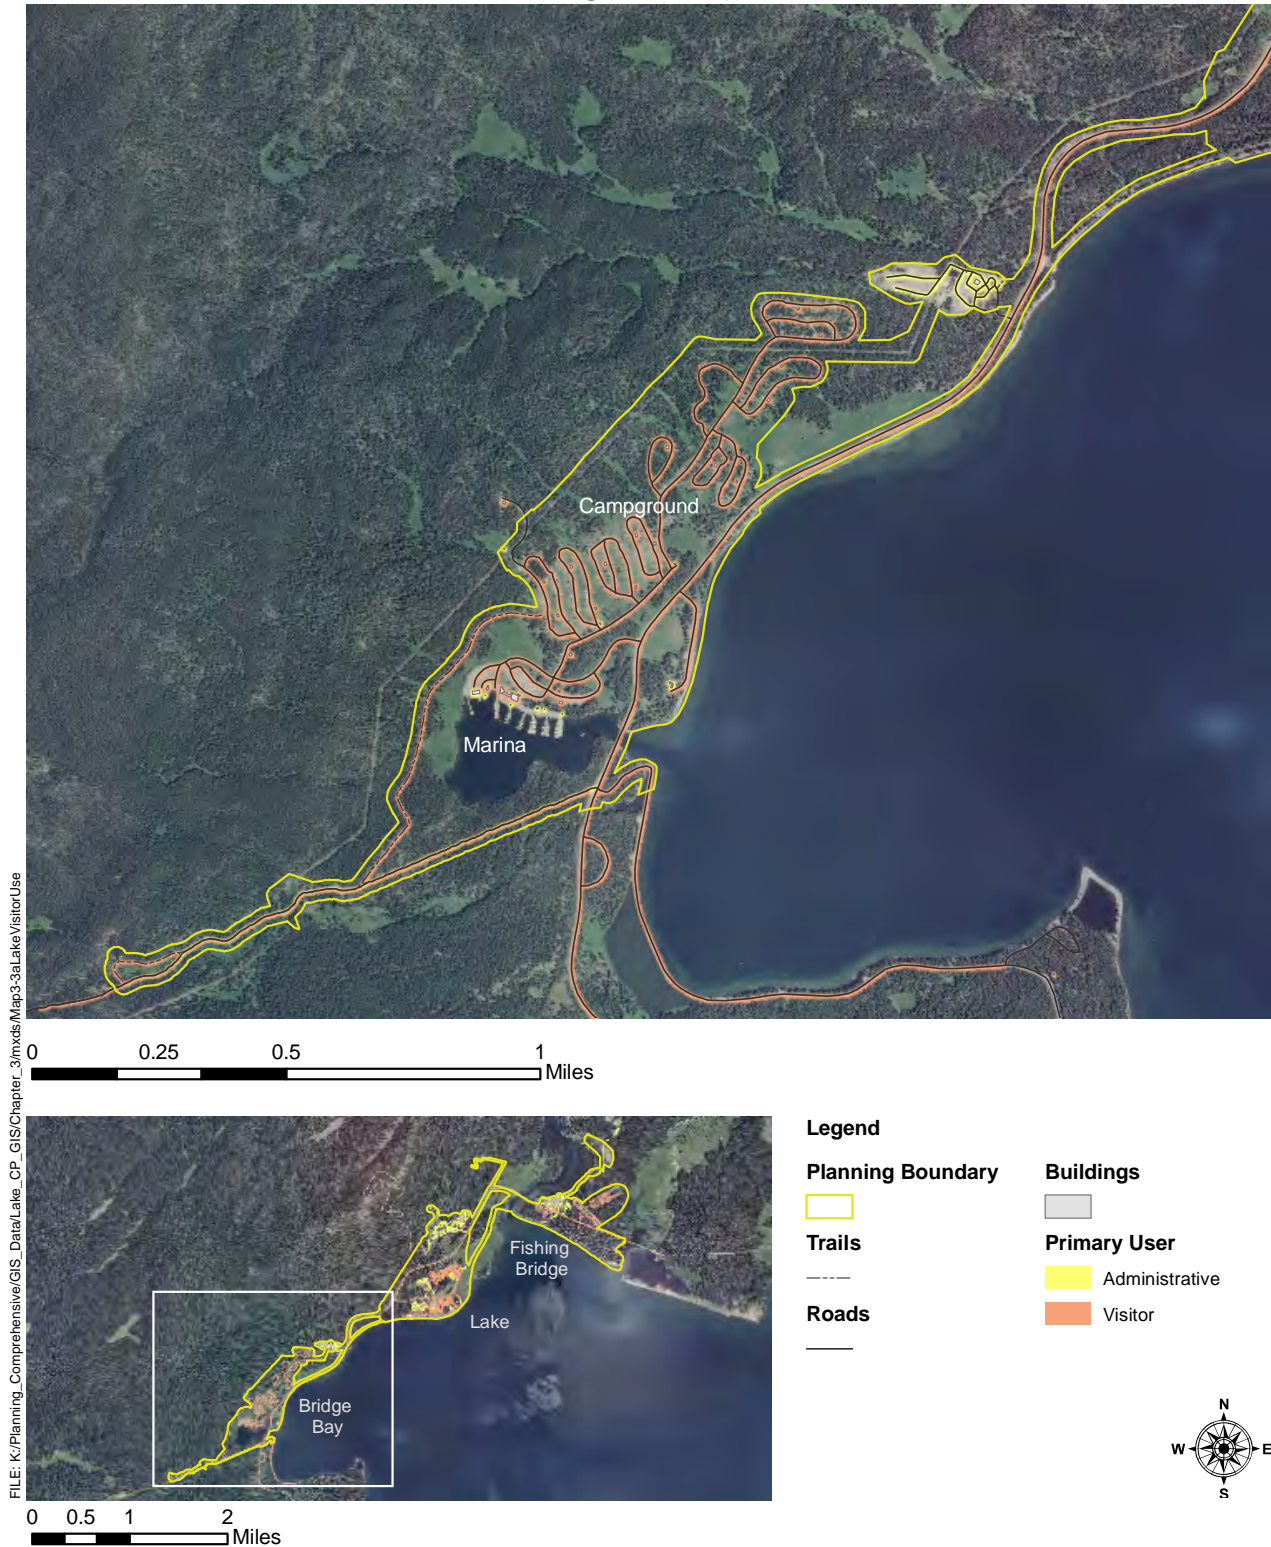 Campground
Marina
FILE: K:/Planning_Comprehensive/GIS_Data/Lake_CP_GIS/Chapter_3/mxds/Map3-3aLakeVisitorUse
0 0.25 0.5 1
Miles
Fishing
Bridge
Lake
Bridge
Bay
0 0.5 1 2
Miles
Legend
Planning Boundary
Trails
Roads
Buildings
Primary User
Administrative
Visitor
N
W E
S